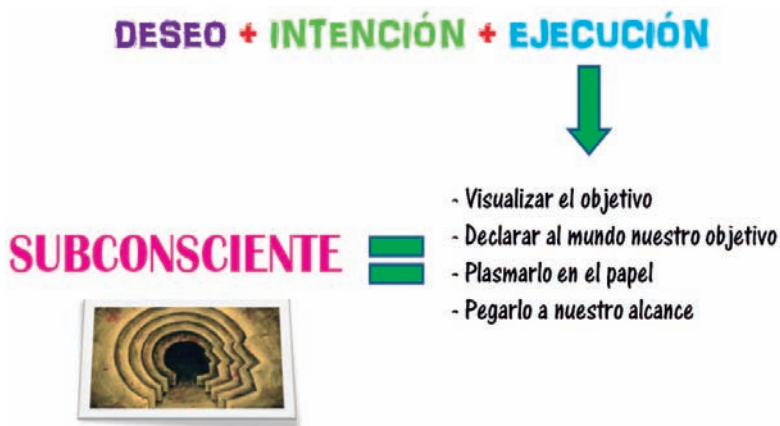 DESEO + INTENCIÓN + EJECUCIÓN
- Visualizar el objetivo
- Declarar al mundo nuestro objetivo
SUBCONSCIENTE =
- Plasmarlo en el papel
- Pegarlo a nuestro alcance